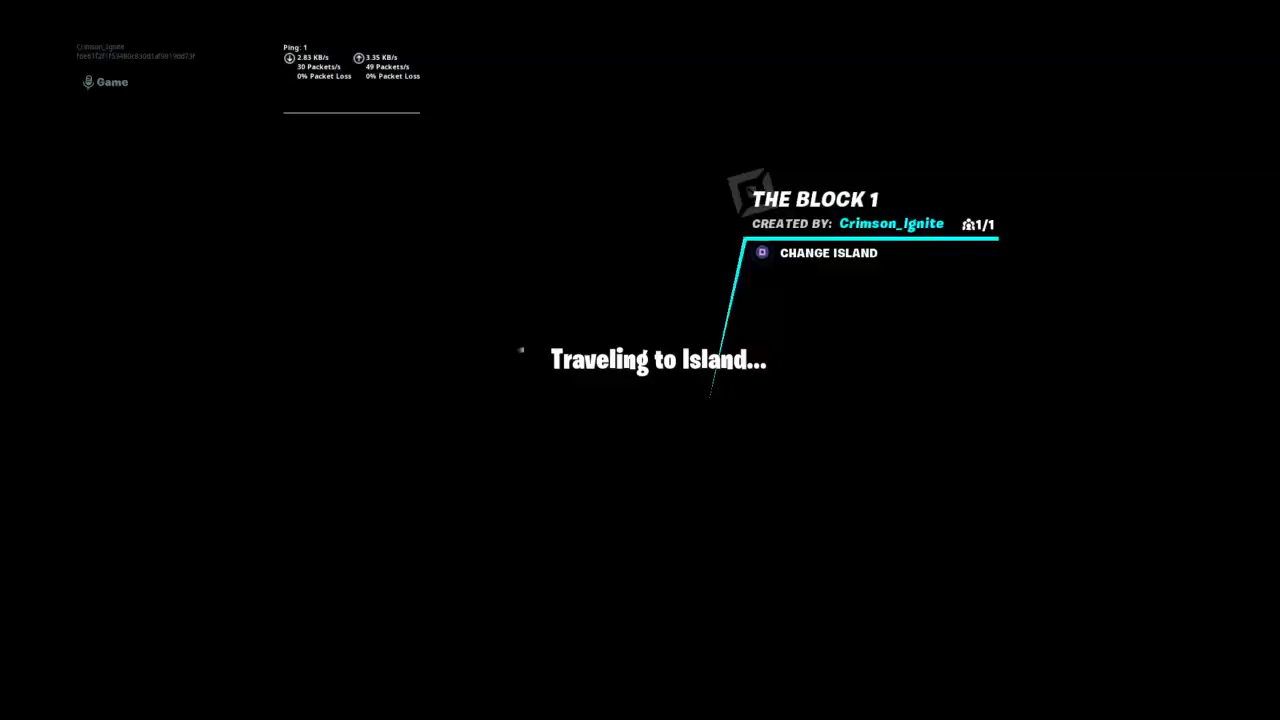 Crimson_Ignite
Game
Ping: 1
2.83 KB/s
3.35 KB/s
30 Packets/s
49 Packets/s
0% Packet Loss
0% Packet Loss
THE BLOCK 1
CREATED BY: Crimson_Ignite 1/1
CHANGE ISLAND
Traveling to Island...